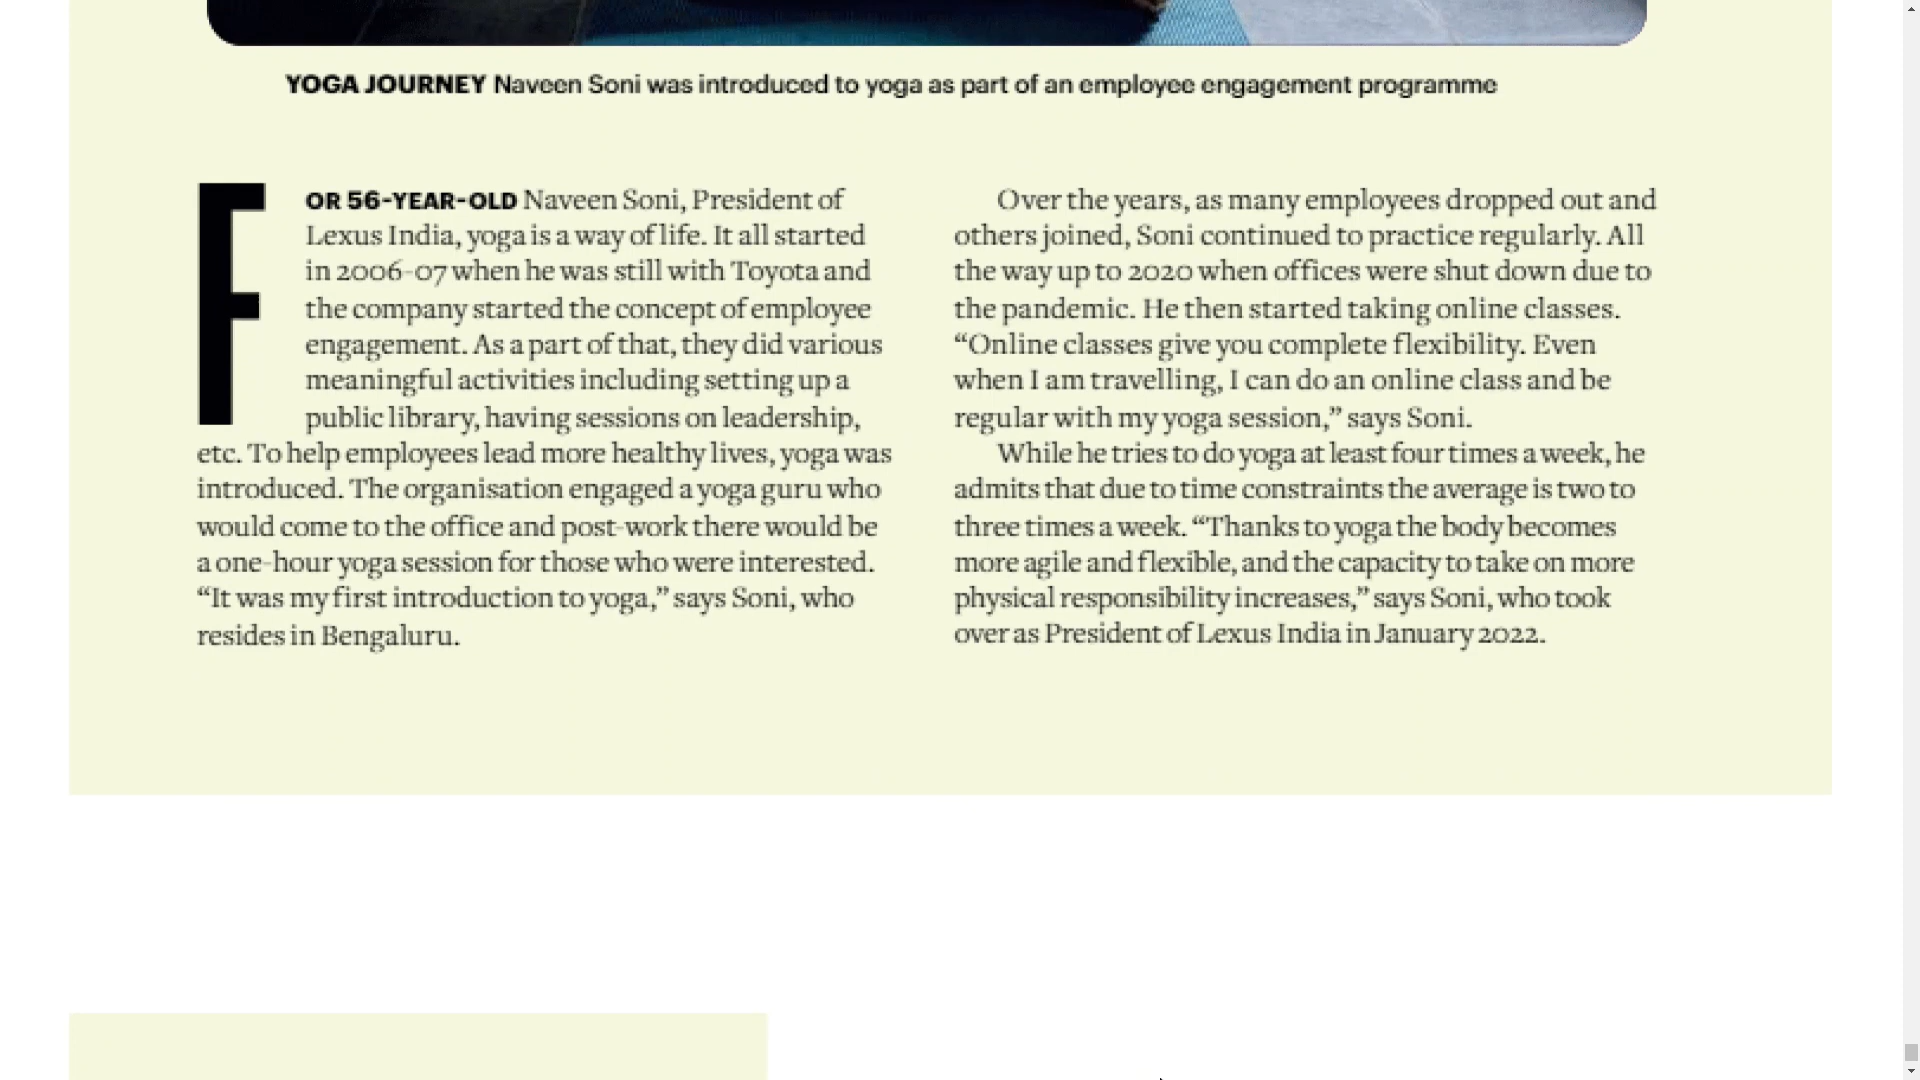 YOGA JOURNEY Naveen Soni was introduced to yoga as part of an employee engagement programme
FOR 56-YEAR-OLD Naveen Soni, President of
Lexus India, yoga is a way of life. It all started
in 2006-07 when he was still with Toyota and
the company started the concept of employee
engagement. As a part of that, they did various
meaningful activities including setting up a
public library, having sessions on leadership,
etc. To help employees lead more healthy lives, yoga was
introduced. The organisation engaged a yoga guru who
would come to the office and post-work there would be
a one-hour yoga session for those who were interested.
“It was my first introduction to yoga,” says Soni, who
resides in Bengaluru.
Over the years, as many employees dropped out and
others joined, Soni continued to practice regularly. All
the way up to 2020 when offices were shut down due to
the pandemic. He then started taking online classes.
“Online classes give you complete flexibility. Even
when I am travelling, I can do an online class and be
regular with my yoga session,” says Soni.
While he tries to do yoga at least four times a week, he
admits that due to time constraints the average is two to
three times a week. “Thanks to yoga the body becomes
more agile and flexible, and the capacity to take on more
physical responsibility increases,” says Soni, who took
over as President of Lexus India in January 2022.